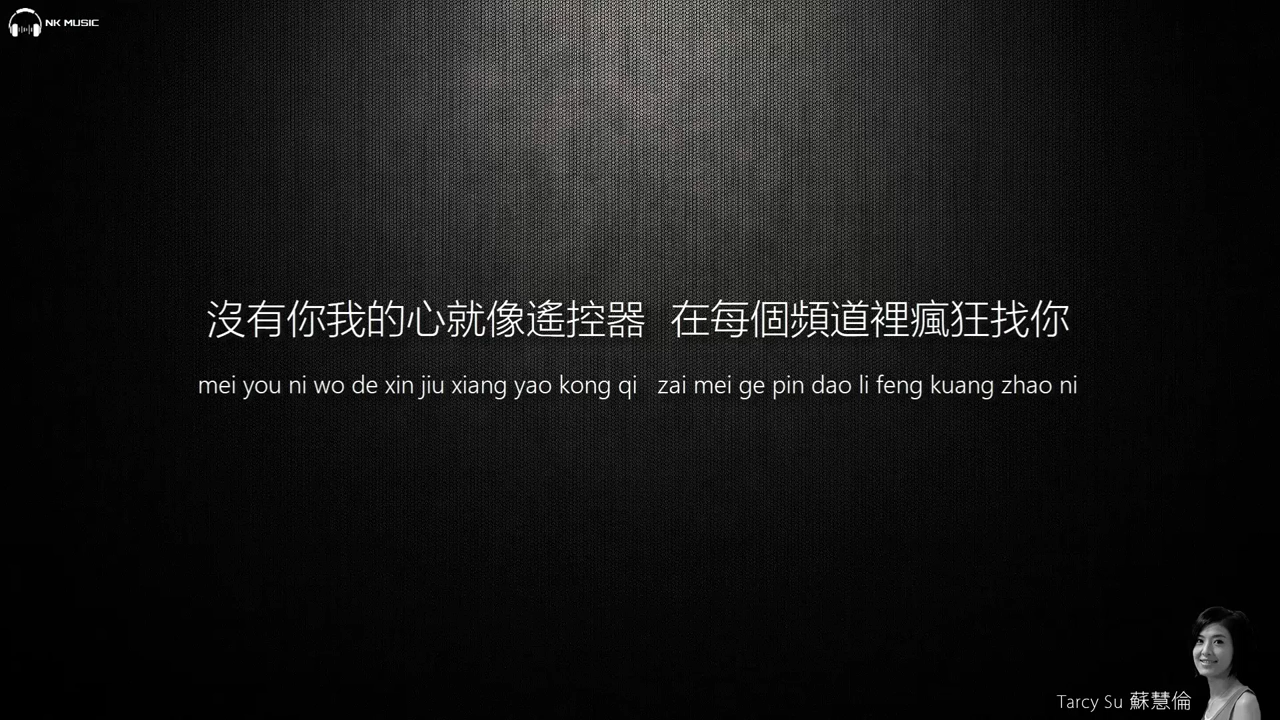 NK MUSIC
沒有你我的心就像遙控器 在每個頻道裡瘋狂找你
mei you ni wo de xin jiu xiang yao kong qi zai mei ge pin dao li feng kuang zhao ni
Tarcy Su 蘇慧倫